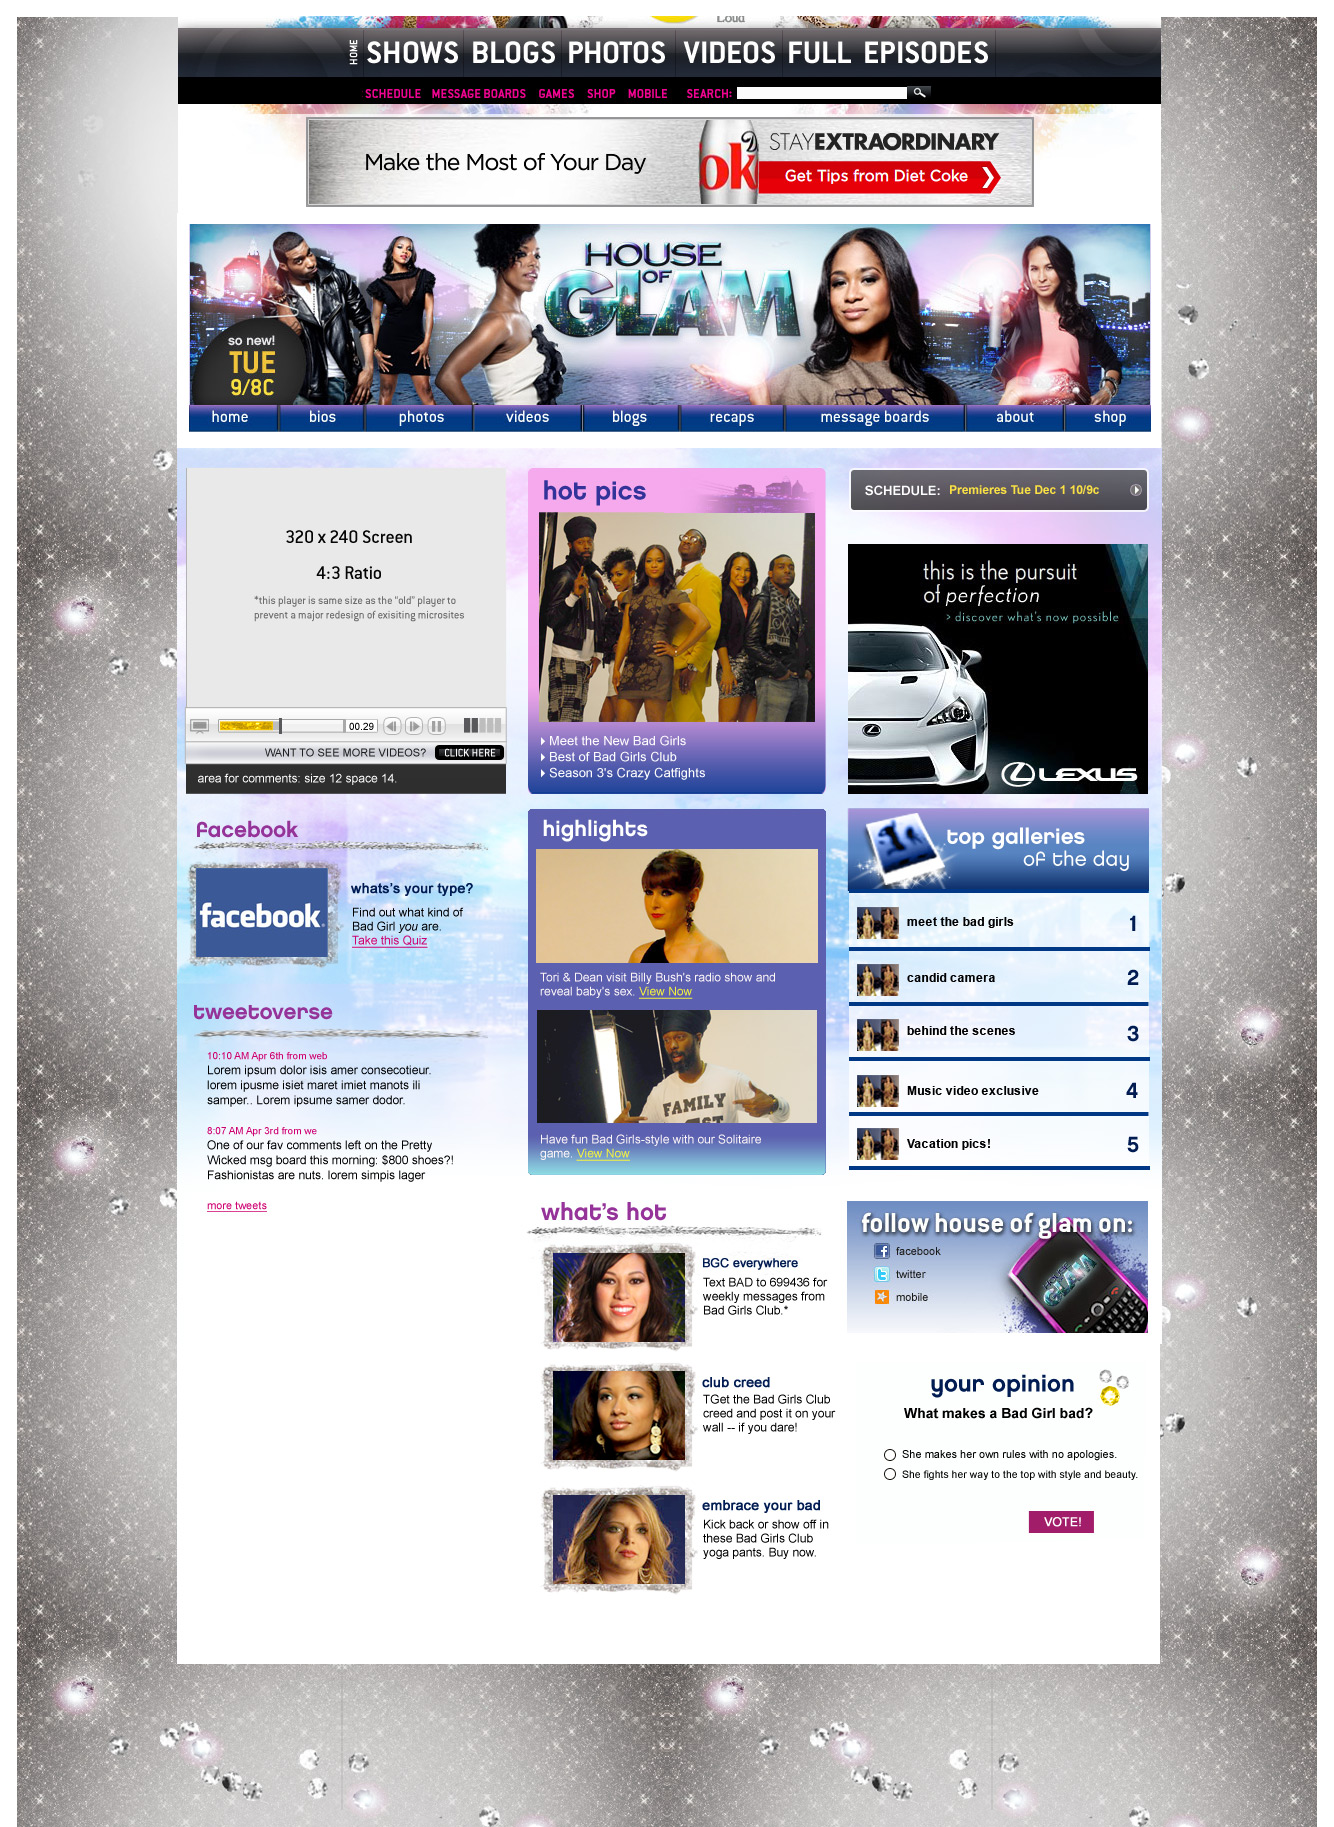 Loud
HOME SHOWS BLOGS PHOTOS VIDEOS FULL EPISODES
SCHEDULE MESSAGE BOARDS GAMES SHOP MOBILE SEARCH:
Make the Most of Your Day
ok
STAYEXTRAORDINARY
Get Tips from Diet Coke
HOUSE
OF
GLAM
so new!
TUE
9/8C
home bios photos videos blogs recaps message boards about shop
320 x 240 Screen
4:3 Ratio
*this player is same size as the "old" player to
prevent a major redesign of exisiting microsites
00.29
WANT TO SEE MORE VIDEOS? CLICK HERE
area for comments: size 12 space 14.
facebook
facebook.
whats's your type?
Find out what kind of
Bad Girl you are.
Take this Quiz
tweetoverse
10:10 AM Apr 6th from web
Lorem ipsum dolor isis amer consecotieur.
lorem ipusme isiet maret imiet manots ili
samper.. Lorem ipsume samer dodor.
8:07 AM Apr 3rd from we
One of our fav comments left on the Pretty
Wicked msg board this morning: $800 shoes?!
Fashionistas are nuts. lorem simpis lager
more tweets
hot pics
Meet the New Bad Girls
Best of Bad Girls Club
Season 3's Crazy Catfights
highlights
Tori & Dean visit Billy Bush's radio show and
reveal baby's sex. View Now
FAMILY
Have fun Bad Girls-style with our Solitaire
game. View Now
what's hot
BGC everywhere
Text BAD to 699436 for
weekly messages from
Bad Girls Club.*
club creed
TGet the Bad Girls Club
creed and post it on your
wall -- if you dare!
embrace your bad
Kick back or show off in
these Bad Girls Club
yoga pants. Buy now.
SCHEDULE: Premieres Tue Dec 1 10/9c
this is the pursuit
of perfection
> discover what's now possible
LEXUS
top galleries
of the day
meet the bad girls 1
candid camera 2
behind the scenes 3
Music video exclusive 4
Vacation pics! 5
follow house of glam on:
facebook
twitter
mobile
HOUSE
GLAM
your opinion
What makes a Bad Girl bad?
She makes her own rules with no apologies.
She fights her way to the top with style and beauty.
VOTE!